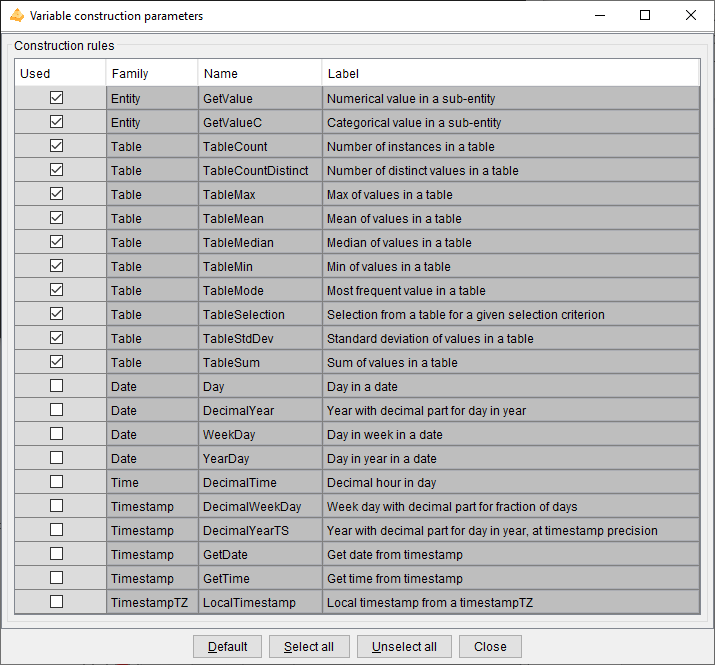 Variable construction parameters
Construction rules
Used Family Name Label
Entity GetValue Numerical value in a sub-entity
Entity GetValueC Categorical value in a sub-entity
Table TableCount Number of instances in a table
Table TableCountDistinct Number of distinct values in a table
Table TableMax Max of values in a table
Table TableMean Mean of values in a table
Table TableMedian Median of values in a table
Table TableMin Min of values in a table
Table TableMode Most frequent value in a table
Table TableSelection Selection from a table for a given selection criterion
Table TableStdDev Standard deviation of values in a table
Table TableSum Sum of values in a table
Date Day Day in a date
Date DecimalYear Year with decimal part for day in year
Date WeekDay Day in week in a date
Date YearDay Day in year in a date
Time DecimalTime Decimal hour in day
Timestamp DecimalWeekDay Week day with decimal part for fraction of days
Timestamp DecimalYearTS Year with decimal part for day in year, at timestamp precision
Timestamp GetDate Get date from timestamp
Timestamp GetTime Get time from timestamp
TimestampTZ LocalTimestamp Local timestamp from a timestampTZ
Default Select all Unselect all Close